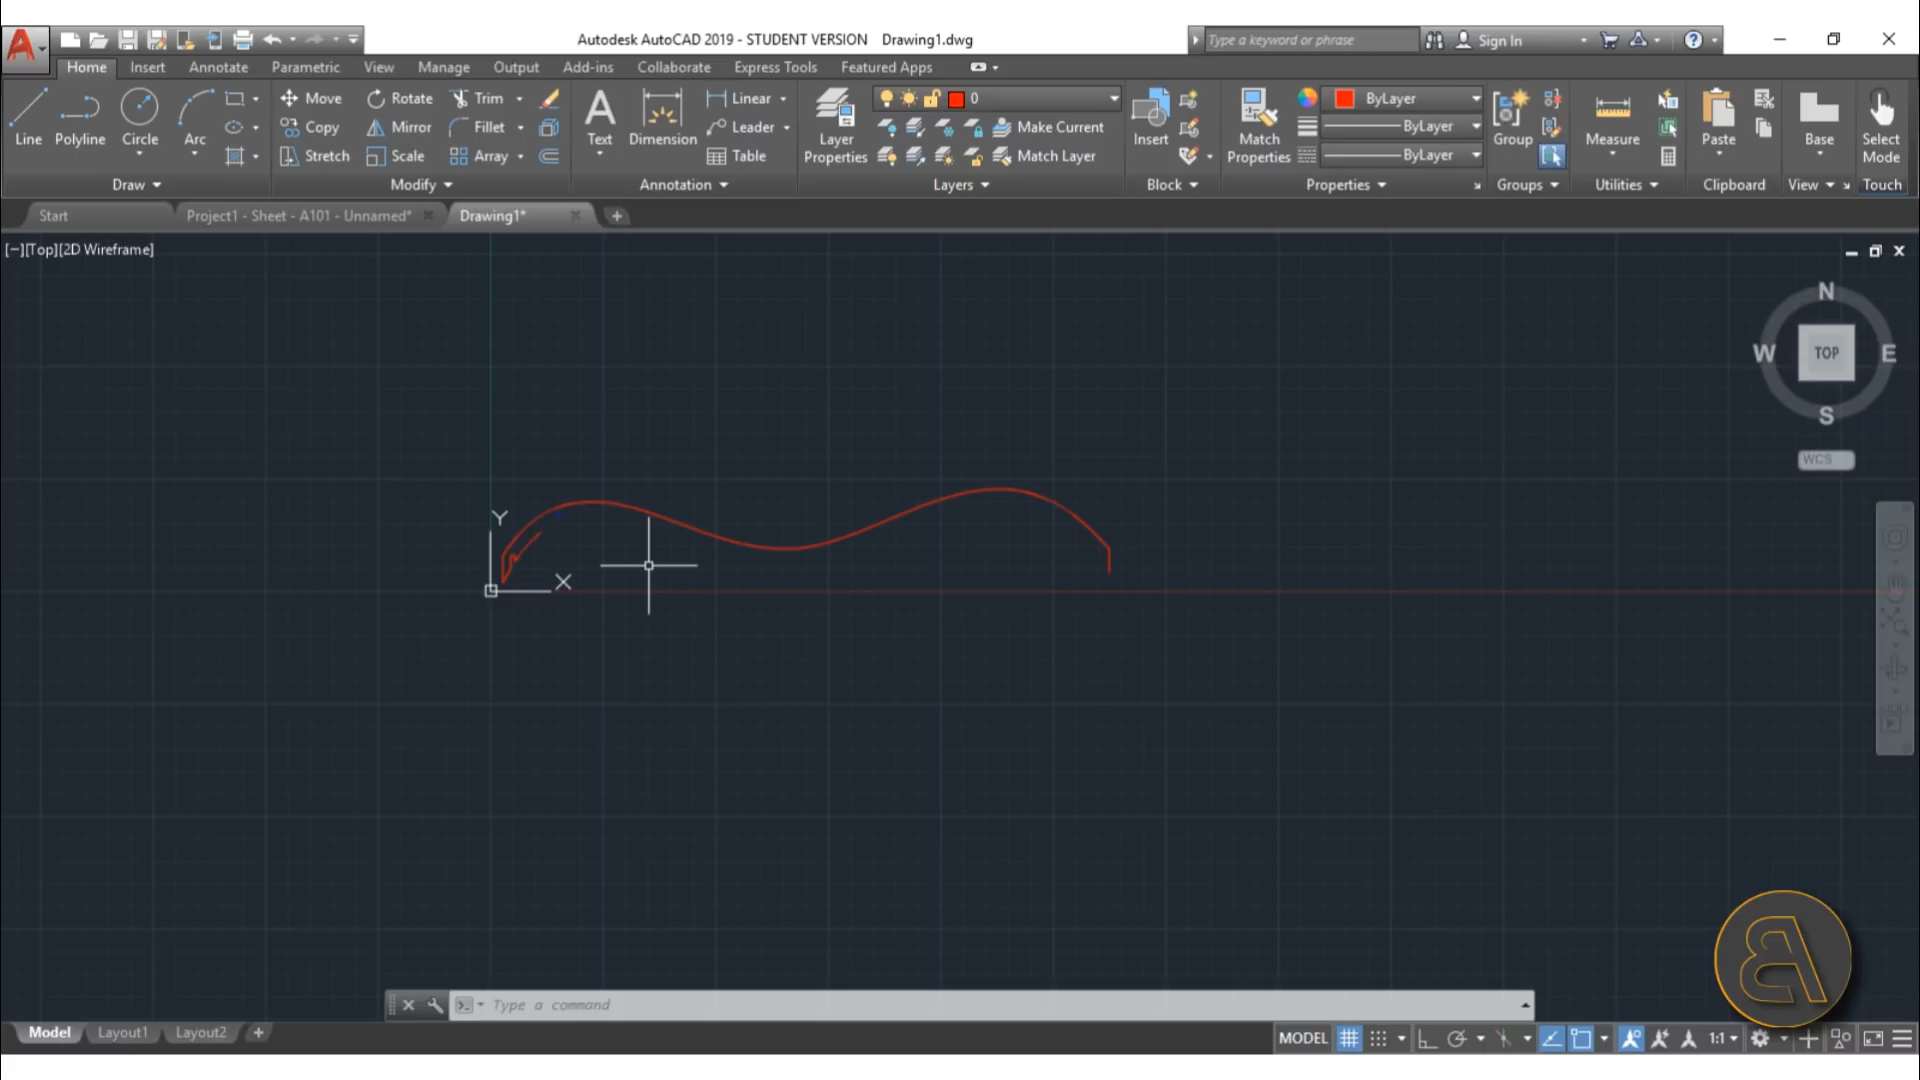 Autodesk AutoCAD 2019 - STUDENT VERSION Drawing1.dwg
Type a keyword or phrase
Sign In
Home Insert Annotate Parametric View Manage Output Add-ins Collaborate Express Tools Featured Apps
Line Polyline Circle Arc
Move Rotate Trim
Copy Mirror Fillet
Stretch Scale Array
Text Dimension
Linear
Leader
Table
Layer Properties
0
Make Current
Match Layer
Insert
Match Properties
ByLayer
ByLayer
ByLayer
Group
Measure
Paste
Base
Select Mode
Draw Modify Annotation Layers Block Properties Groups Utilities Clipboard View Touch
Start Project1 - Sheet - A101 - Unnamed* Drawing1*
[−][Top][2D Wireframe]
N
W TOP E
S
WCS
Y
X
Type a command
Model Layout1 Layout2
MODEL 1:1